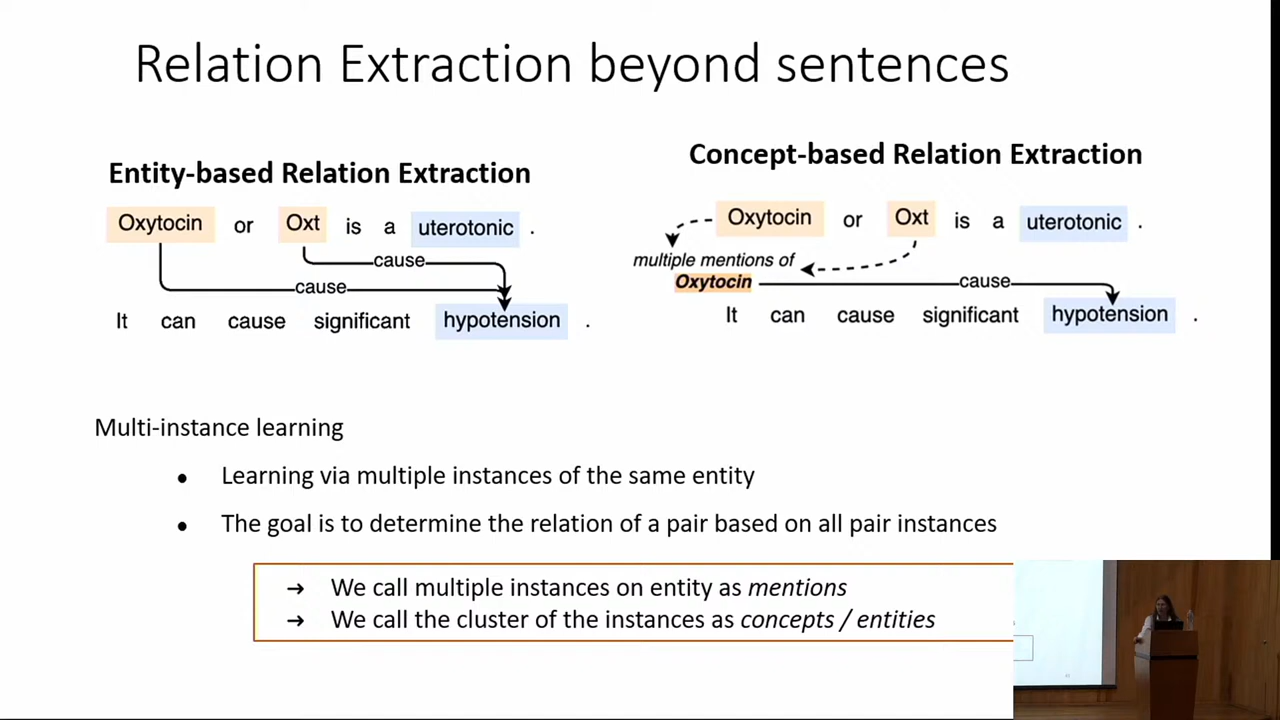 Relation Extraction beyond sentences
Entity-based Relation Extraction
Oxytocin or Oxt is a uterotonic .
cause
cause
It can cause significant hypotension .
Concept-based Relation Extraction
Oxytocin or Oxt is a uterotonic .
multiple mentions of
Oxytocin
cause
It can cause significant hypotension .
Multi-instance learning
• Learning via multiple instances of the same entity
• The goal is to determine the relation of a pair based on all pair instances
➔ We call multiple instances on entity as mentions
➔ We call the cluster of the instances as concepts / entities